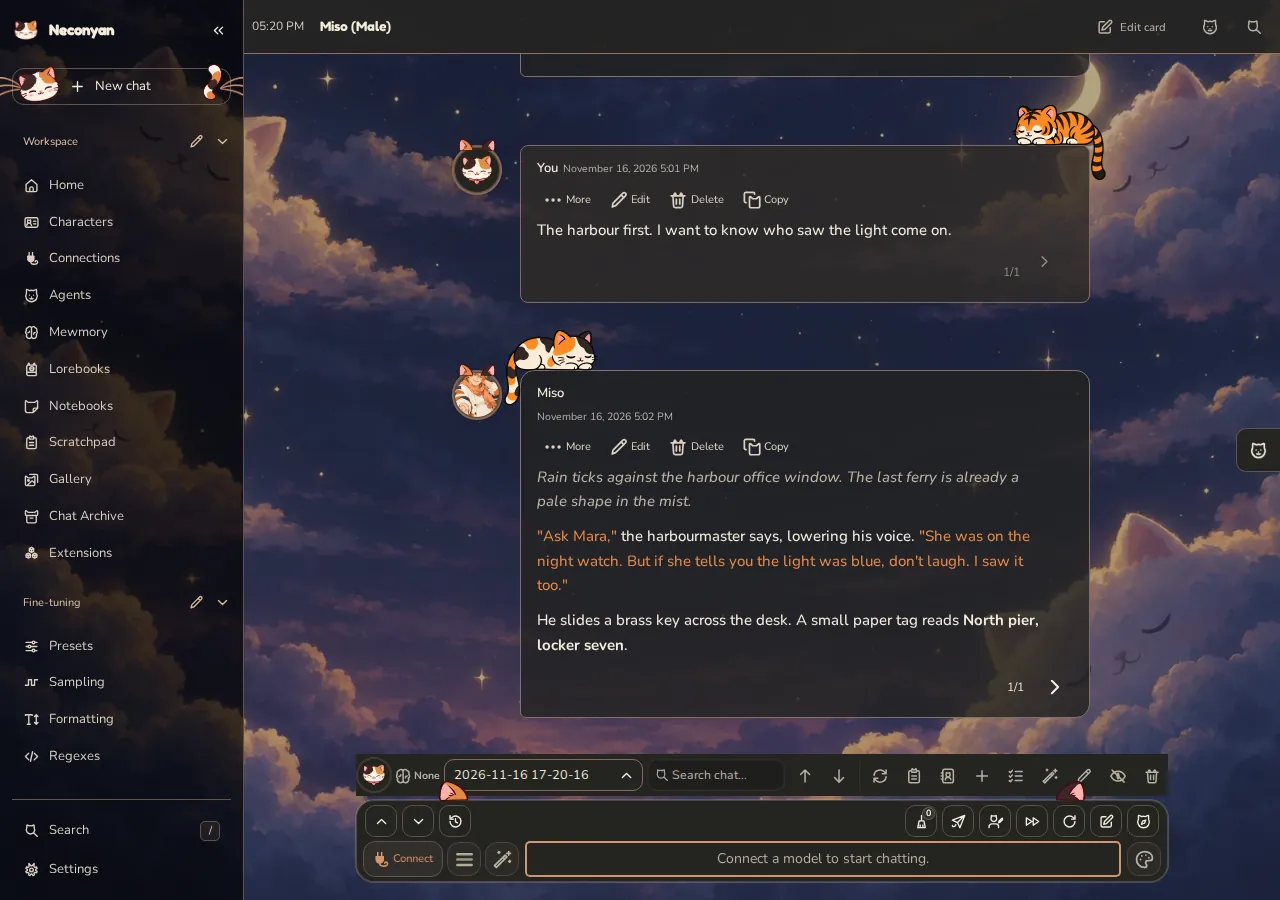 Neconyan
New chat
Workspace
Home
Characters
Connections
Agents
Mewmory
Lorebooks
Notebooks
Scratchpad
Gallery
Chat Archive
Extensions
Fine-tuning
Presets
Sampling
Formatting
Regexes
Search /
Settings
05:20 PM Miso (Male)
Edit card
You November 16, 2026 5:01 PM
More Edit Delete Copy
The harbour first. I want to know who saw the light come on.
1/1
Miso
November 16, 2026 5:02 PM
More Edit Delete Copy
Rain ticks against the harbour office window. The last ferry is already a
pale shape in the mist.
"Ask Mara," the harbourmaster says, lowering his voice. "She was on the
night watch. But if she tells you the light was blue, don't laugh. I saw it
too."
He slides a brass key across the desk. A small paper tag reads North pier,
locker seven.
1/1
None 2026-11-16 17-20-16 Search chat...
0
Connect Connect a model to start chatting.